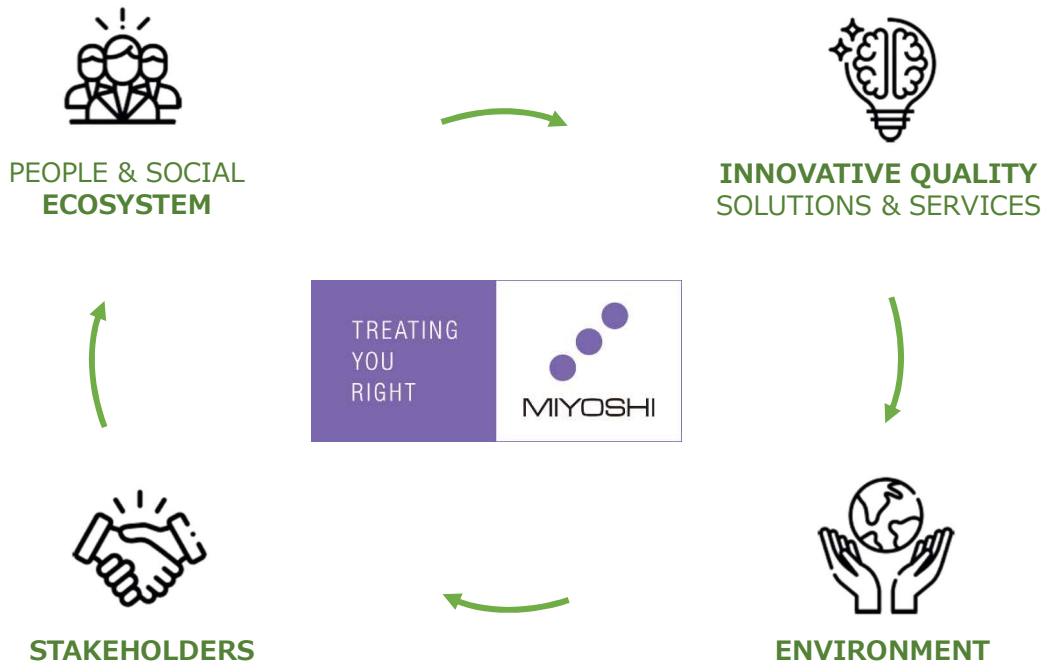 PEOPLE & SOCIAL
ECOSYSTEM
INNOVATIVE QUALITY
SOLUTIONS & SERVICES
TREATING
YOU
RIGHT
MIYOSHI
STAKEHOLDERS
ENVIRONMENT